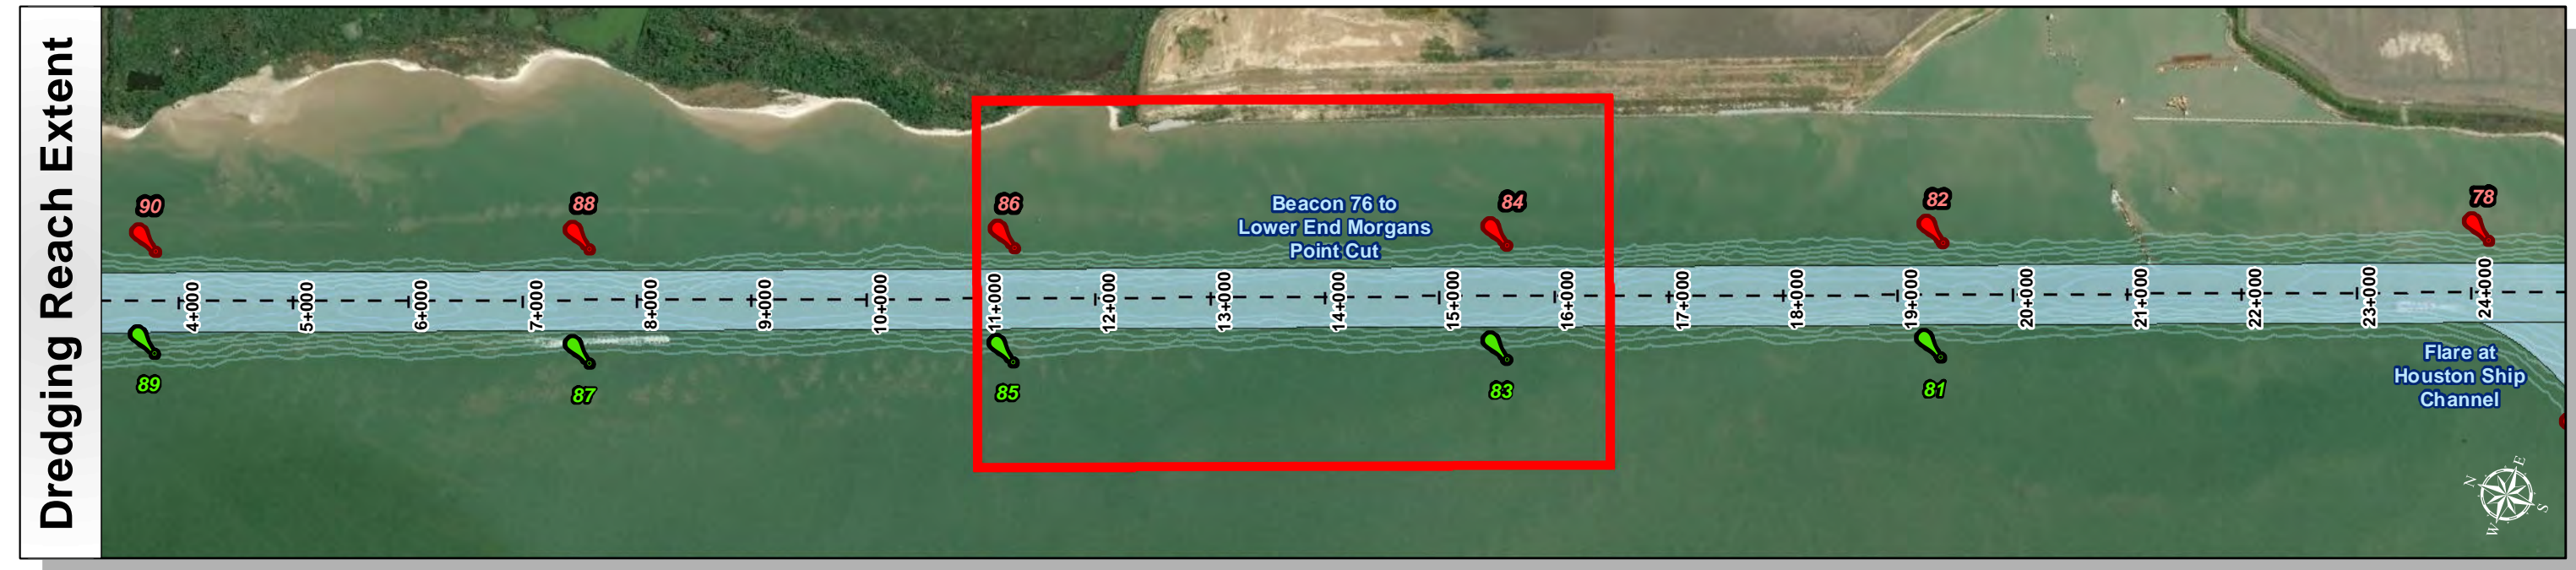 Dredging Reach Extent
90
88
86
84
82
78
Beacon 76 to
Lower End Morgans
Point Cut
4+000
5+000
6+000
7+000
8+000
9+000
10+000
11+000
12+000
13+000
14+000
15+000
16+000
17+000
18+000
19+000
20+000
21+000
22+000
23+000
24+000
89
87
85
83
81
Flare at
Houston Ship
Channel
N
E
W
S